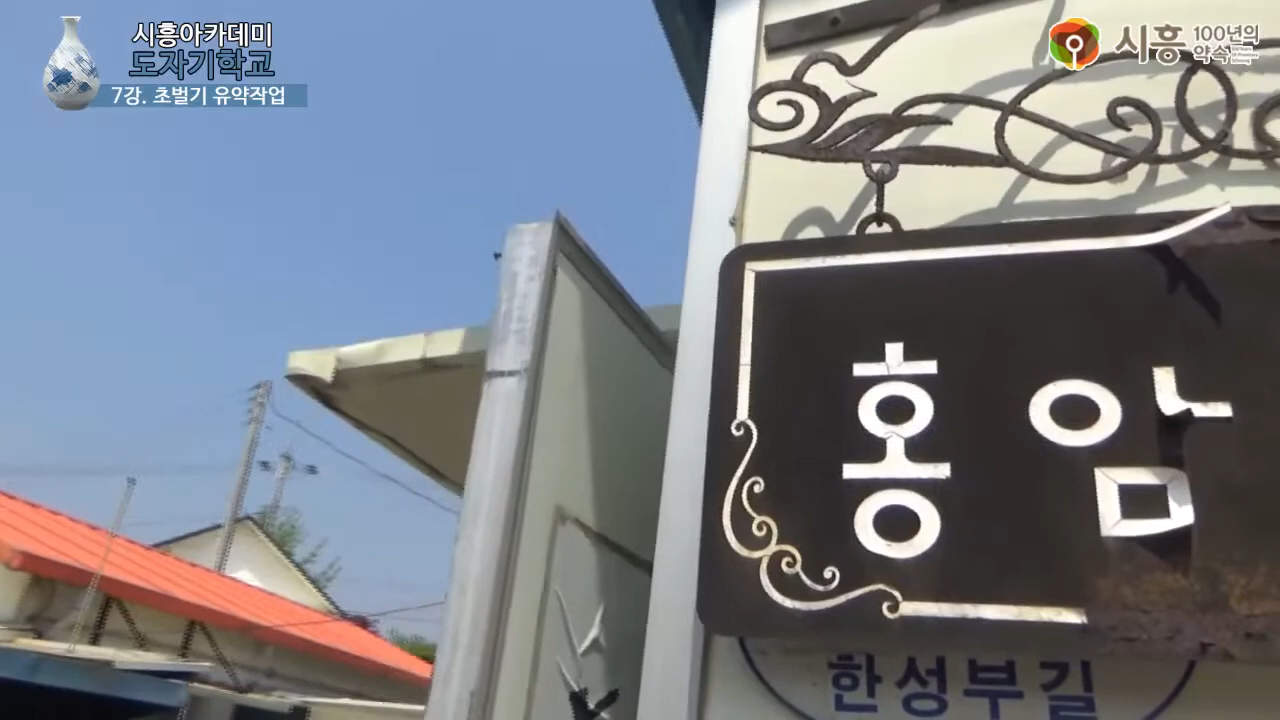 시흥아카데미
도자기학교
7강. 초벌기 유약작업
시흥 100년의
약속
홍암
한성부길